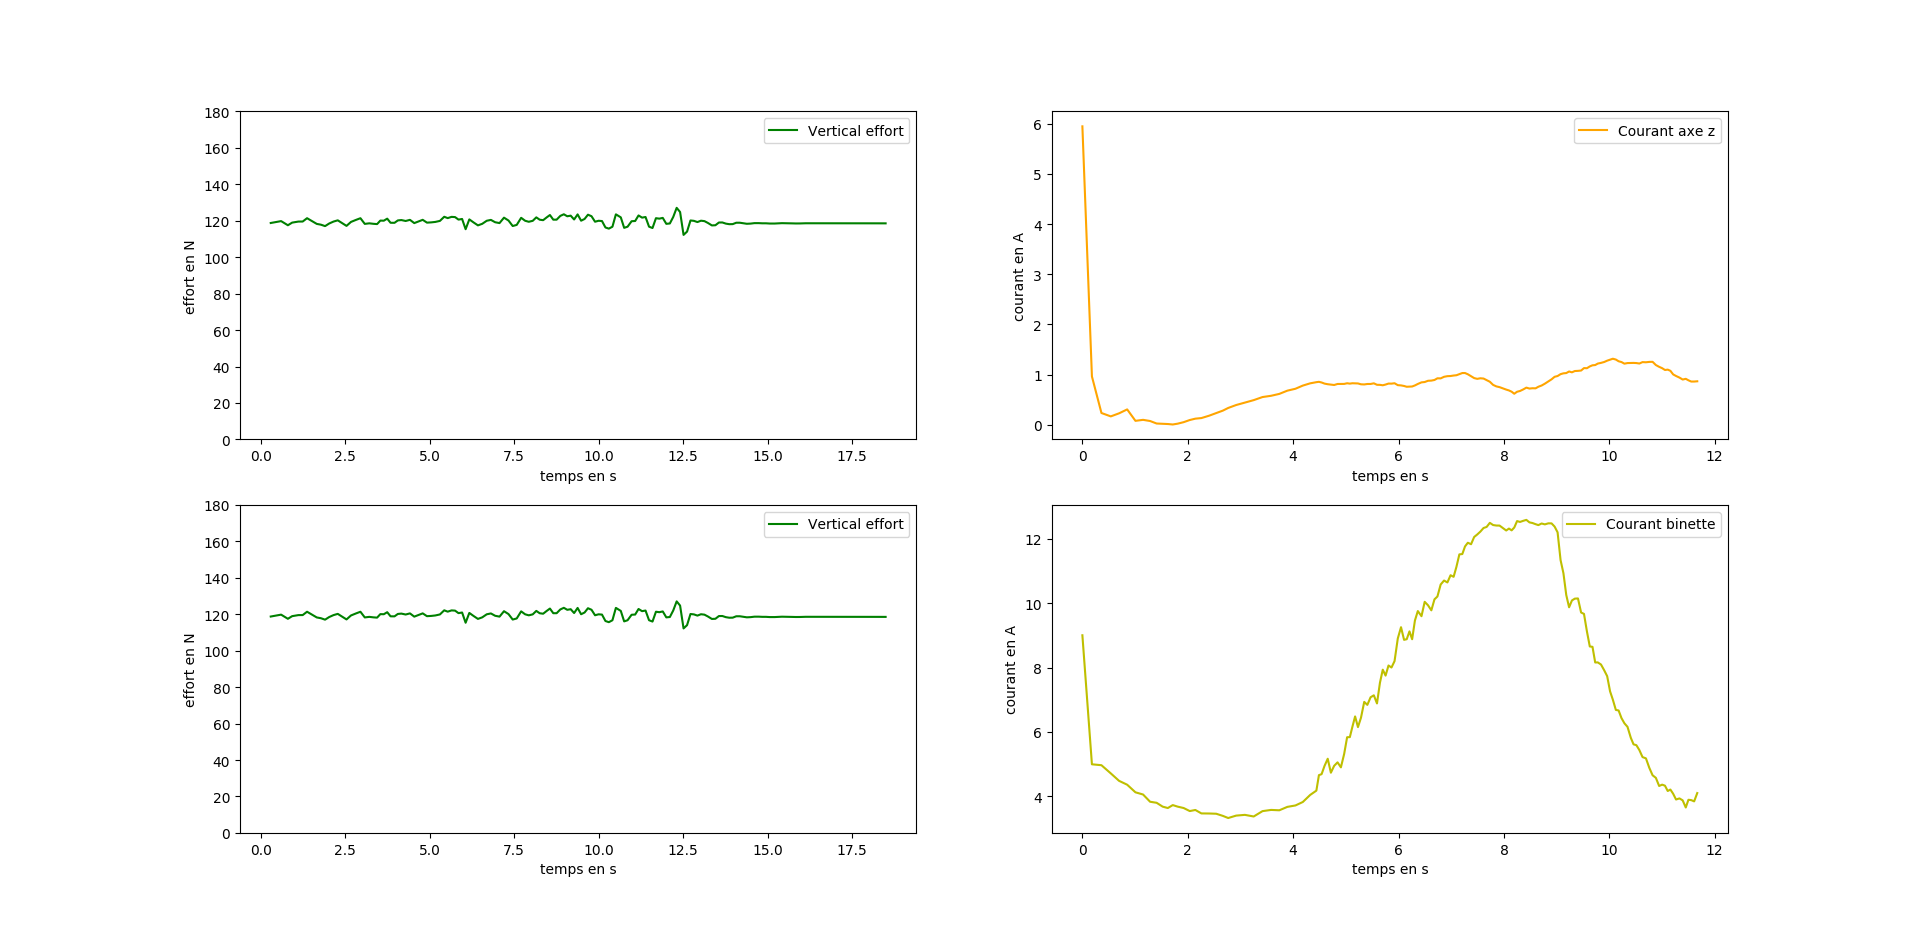 Vertical effort
effort en N
180
160
140
120
100
80
60
40
20
0
0.0 2.5 5.0 7.5 10.0 12.5 15.0 17.5
temps en s
Courant axe z
courant en A
6
5
4
3
2
1
0
0 2 4 6 8 10 12
temps en s
Vertical effort
effort en N
180
160
140
120
100
80
60
40
20
0
0.0 2.5 5.0 7.5 10.0 12.5 15.0 17.5
temps en s
Courant binette
courant en A
12
10
8
6
4
0 2 4 6 8 10 12
temps en s